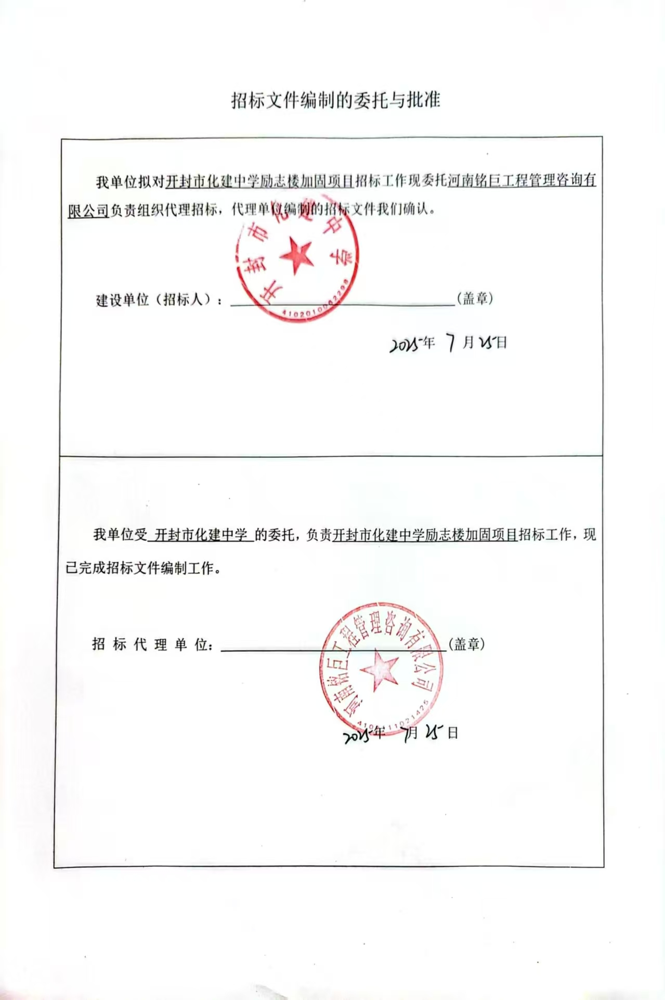 招标文件编制的委托与批准
我单位拟对开封市化建中学励志楼加固项目招标工作现委托河南铭巨工程管理咨询有
限公司负责组织代理招标，代理单位编制的招标文件我们确认。
开封市化建中学
4102010062298
建设单位（招标人）：(盖章)
2025年 7月25日
我单位受 开封市化建中学 的委托，负责开封市化建中学励志楼加固项目招标工作，现
已完成招标文件编制工作。
河南铭巨工程管理咨询有限公司
招标代理单位：(盖章)
2025年 7月25日